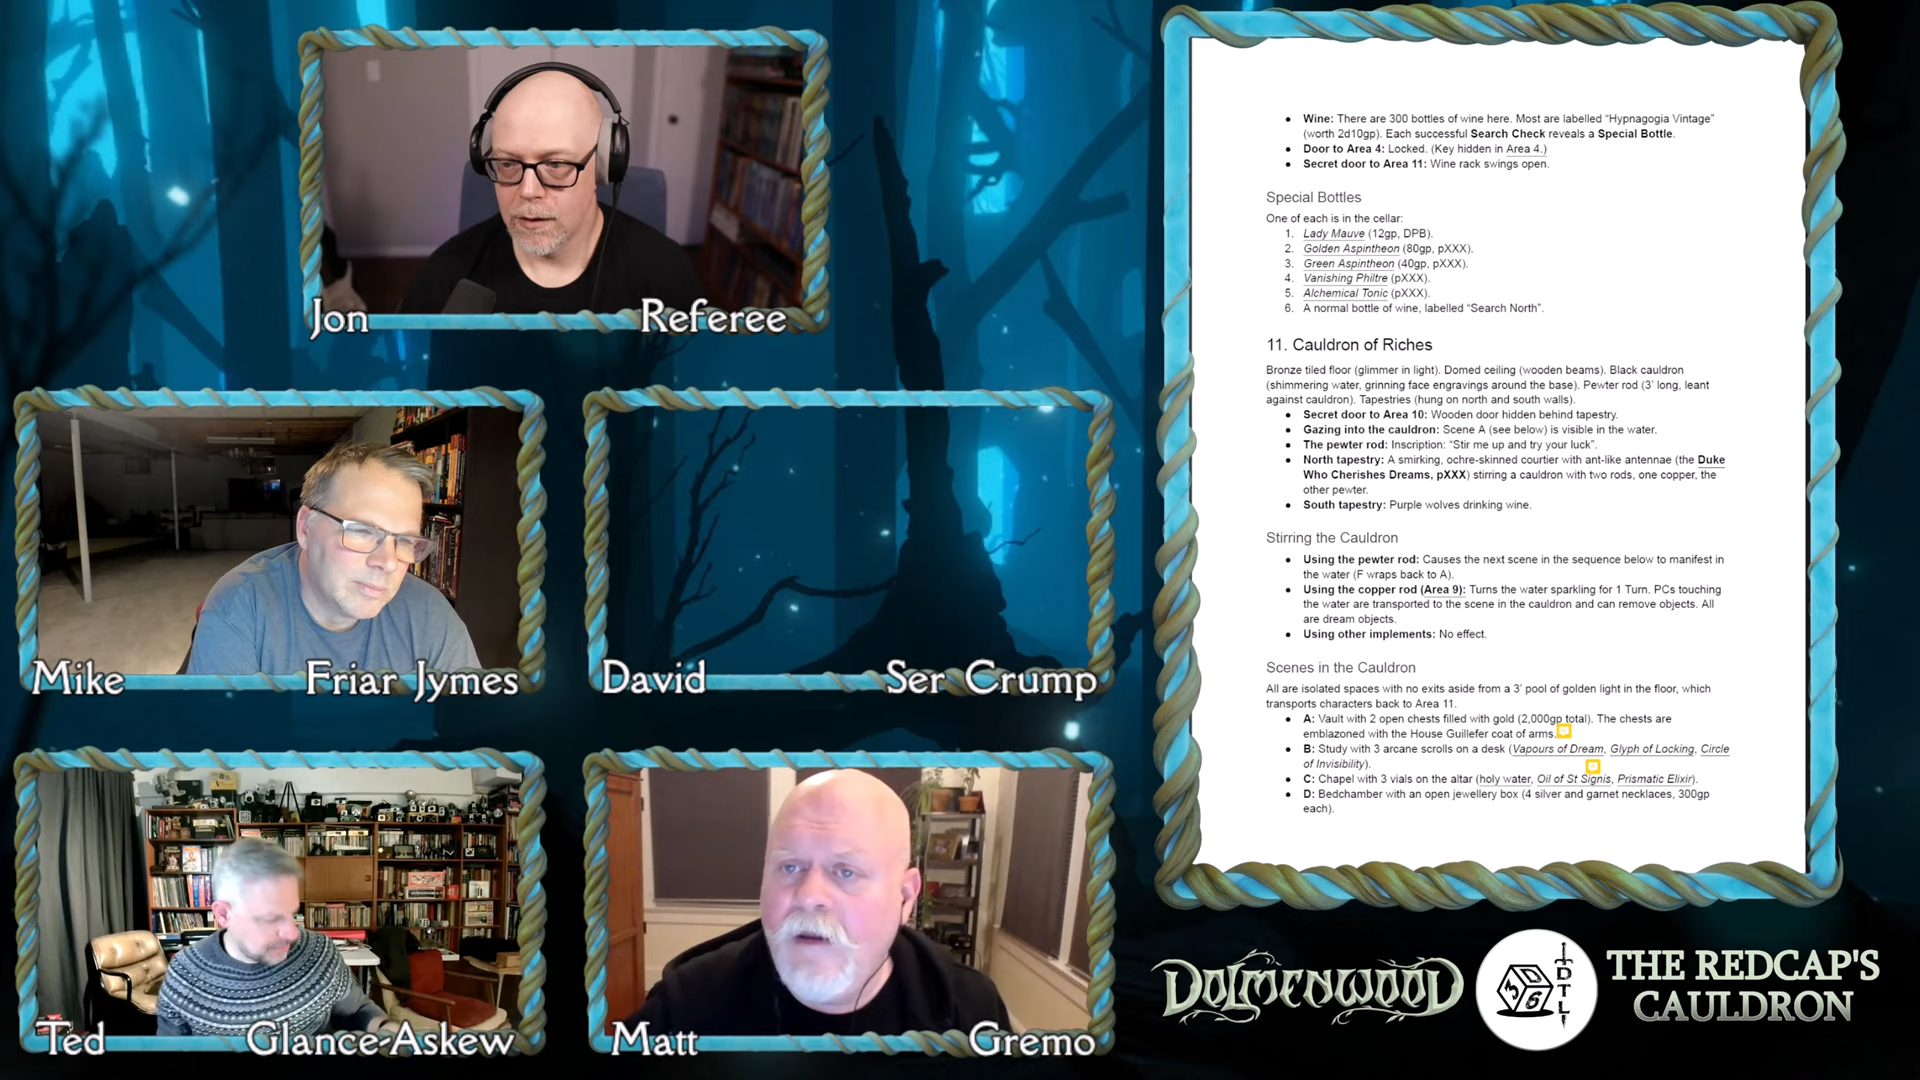 Jon Referee
Mike Friar Jymes
David Ser Crump
Ted Glance-Askew
Matt Gremo
• Wine: There are 300 bottles of wine here. Most are labelled “Hypnagogia Vintage”
(worth 2d10gp). Each successful Search Check reveals a Special Bottle.
• Door to Area 4: Locked. (Key hidden in Area 4.)
• Secret door to Area 11: Wine rack swings open.
Special Bottles
One of each is in the cellar:
1. Lady Mauve (12gp, DPB).
2. Golden Aspintheon (80gp, pXXX).
3. Green Aspintheon (40gp, pXXX).
4. Vanishing Philtre (pXXX).
5. Alchemical Tonic (pXXX).
6. A normal bottle of wine, labelled “Search North”.
11. Cauldron of Riches
Bronze tiled floor (glimmer in light). Domed ceiling (wooden beams). Black cauldron
(shimmering water, grinning face engravings around the base). Pewter rod (3’ long, leant
against cauldron). Tapestries (hung on north and south walls).
• Secret door to Area 10: Wooden door hidden behind tapestry.
• Gazing into the cauldron: Scene A (see below) is visible in the water.
• The pewter rod: Inscription: “Stir me up and try your luck”.
• North tapestry: A smirking, ochre-skinned courtier with ant-like antennae (the Duke
Who Cherishes Dreams, pXXX) stirring a cauldron with two rods, one copper, the
other pewter.
• South tapestry: Purple wolves drinking wine.
Stirring the Cauldron
• Using the pewter rod: Causes the next scene in the sequence below to manifest in
the water (F wraps back to A).
• Using the copper rod (Area 9): Turns the water sparkling for 1 Turn. PCs touching
the water are transported to the scene in the cauldron and can remove objects. All
are dream objects.
• Using other implements: No effect.
Scenes in the Cauldron
All are isolated spaces with no exits aside from a 3’ pool of golden light in the floor, which
transports characters back to Area 11.
• A: Vault with 2 open chests filled with gold (2,000gp total). The chests are
emblazoned with the House Guillefer coat of arms.
• B: Study with 3 arcane scrolls on a desk (Vapours of Dream, Glyph of Locking, Circle
of Invisibility).
• C: Chapel with 3 vials on the altar (holy water, Oil of St Signis, Prismatic Elixir).
• D: Bedchamber with an open jewellery box (4 silver and garnet necklaces, 300gp
each).
DOLMENWOOD
3D6
DTL
THE REDCAP'S
CAULDRON